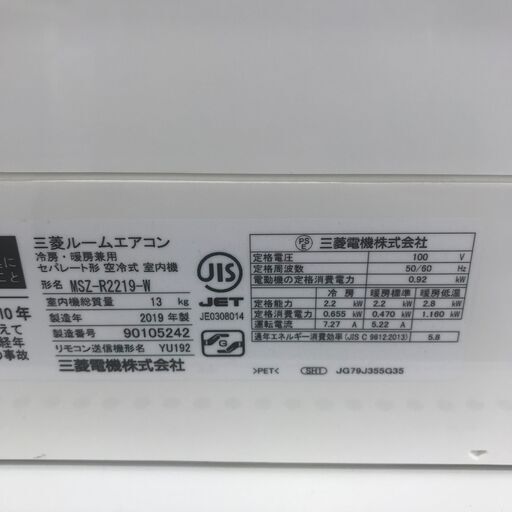 10年
えて
経年
の事故
三菱ルームエアコン
冷房・暖房兼用
セパレート形 空冷式 室内機
形名 MSZ-R2219-W
室内機総質量 13 kg
製造年 2019 年製
製造番号 90105242
リモコン送信機形名 YU192
三菱電機株式会社
JIS
JET
JE0308014
PSE 三菱電機株式会社
定格電圧 100 V
定格周波数 50/60 Hz
電動機の定格消費電力 0.92 kW
冷房 暖房標準 暖房低温
定格能力 2.2 kW 2.2 kW 2.8 kW
定格消費電力 0.655 kW 0.470 kW 1.160 kW
運転電流 7.27 A 5.22 A
通年エネルギー消費効率(JIS C 9612:2013) 5.8
>PET< SH1 JG79J355G35